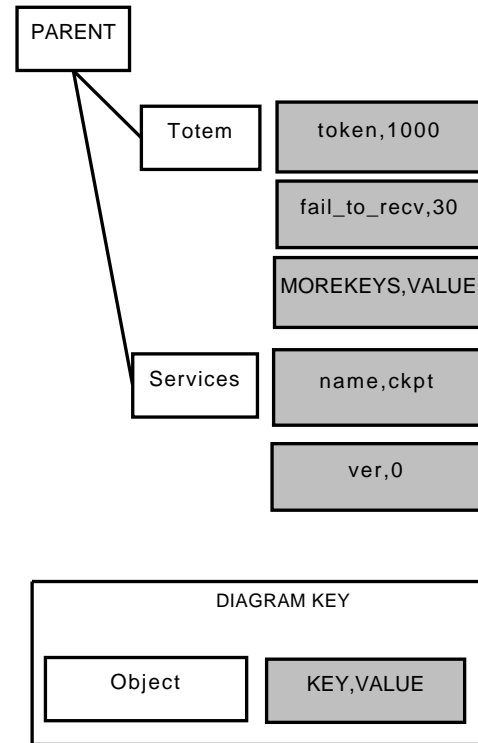 PARENT
Totem
token,1000
fail_to_recv,30
MOREKEYS,VALUE
Services
name,ckpt
ver,0
DIAGRAM KEY
Object
KEY,VALUE